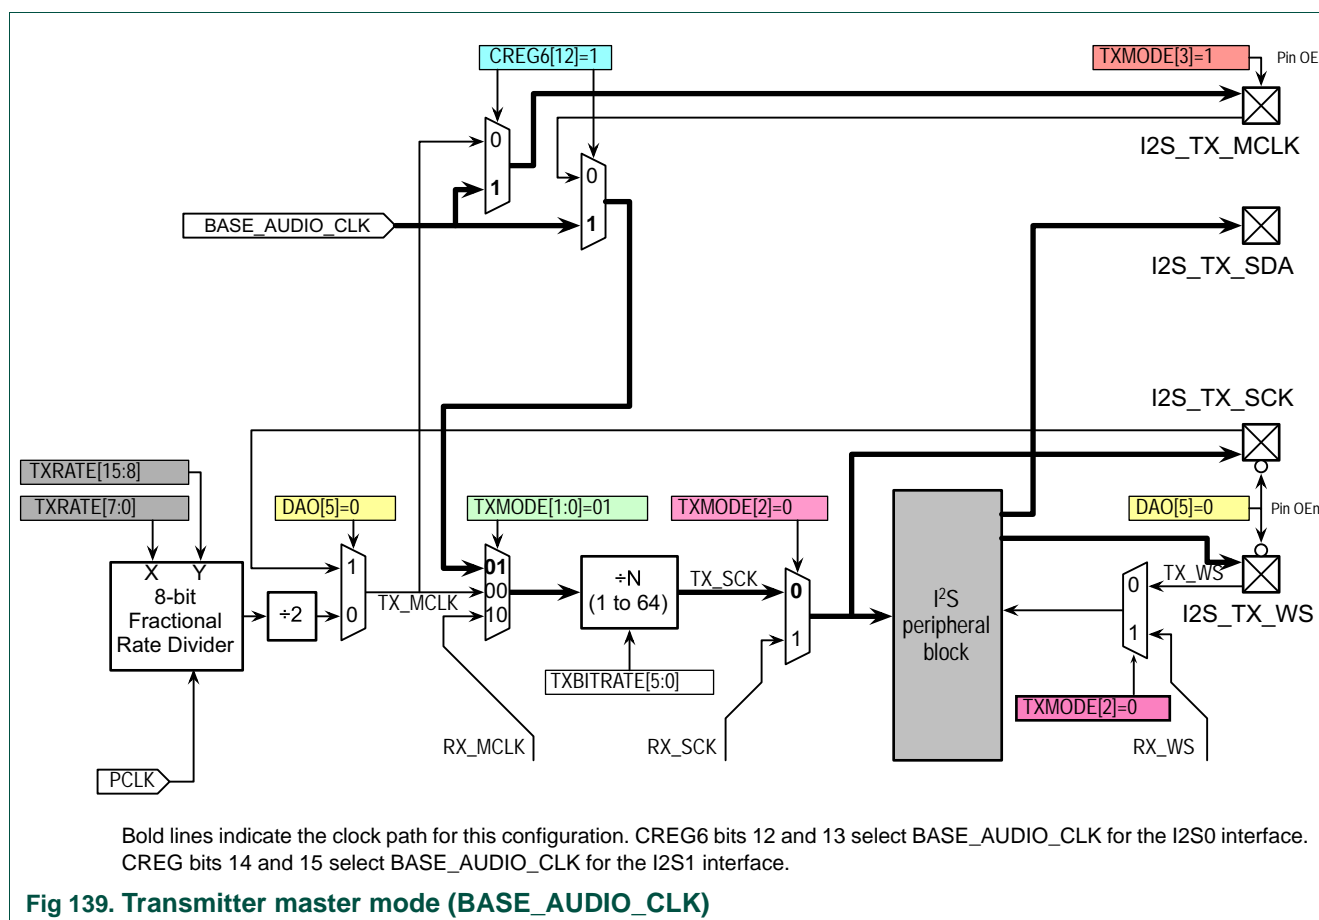 CREG6[12]=1
TXMODE[3]=1
Pin OE
0
1
I2S_TX_MCLK
0
1
BASE_AUDIO_CLK
I2S_TX_SDA
I2S_TX_SCK
TXRATE[15:8]
TXRATE[7:0]
DAO[5]=0
TXMODE[1:0]=01
TXMODE[2]=0
DAO[5]=0
Pin OEn
X Y
8-bit
Fractional
Rate Divider
÷2
1
0
TX_MCLK
01
00
10
÷N
(1 to 64)
TX_SCK
0
1
I²S
peripheral
block
TX_WS
0
1
I2S_TX_WS
TXBITRATE[5:0]
TXMODE[2]=0
RX_MCLK
RX_SCK
RX_WS
PCLK
Bold lines indicate the clock path for this configuration. CREG6 bits 12 and 13 select BASE_AUDIO_CLK for the I2S0 interface.
CREG bits 14 and 15 select BASE_AUDIO_CLK for the I2S1 interface.
Fig 139. Transmitter master mode (BASE_AUDIO_CLK)